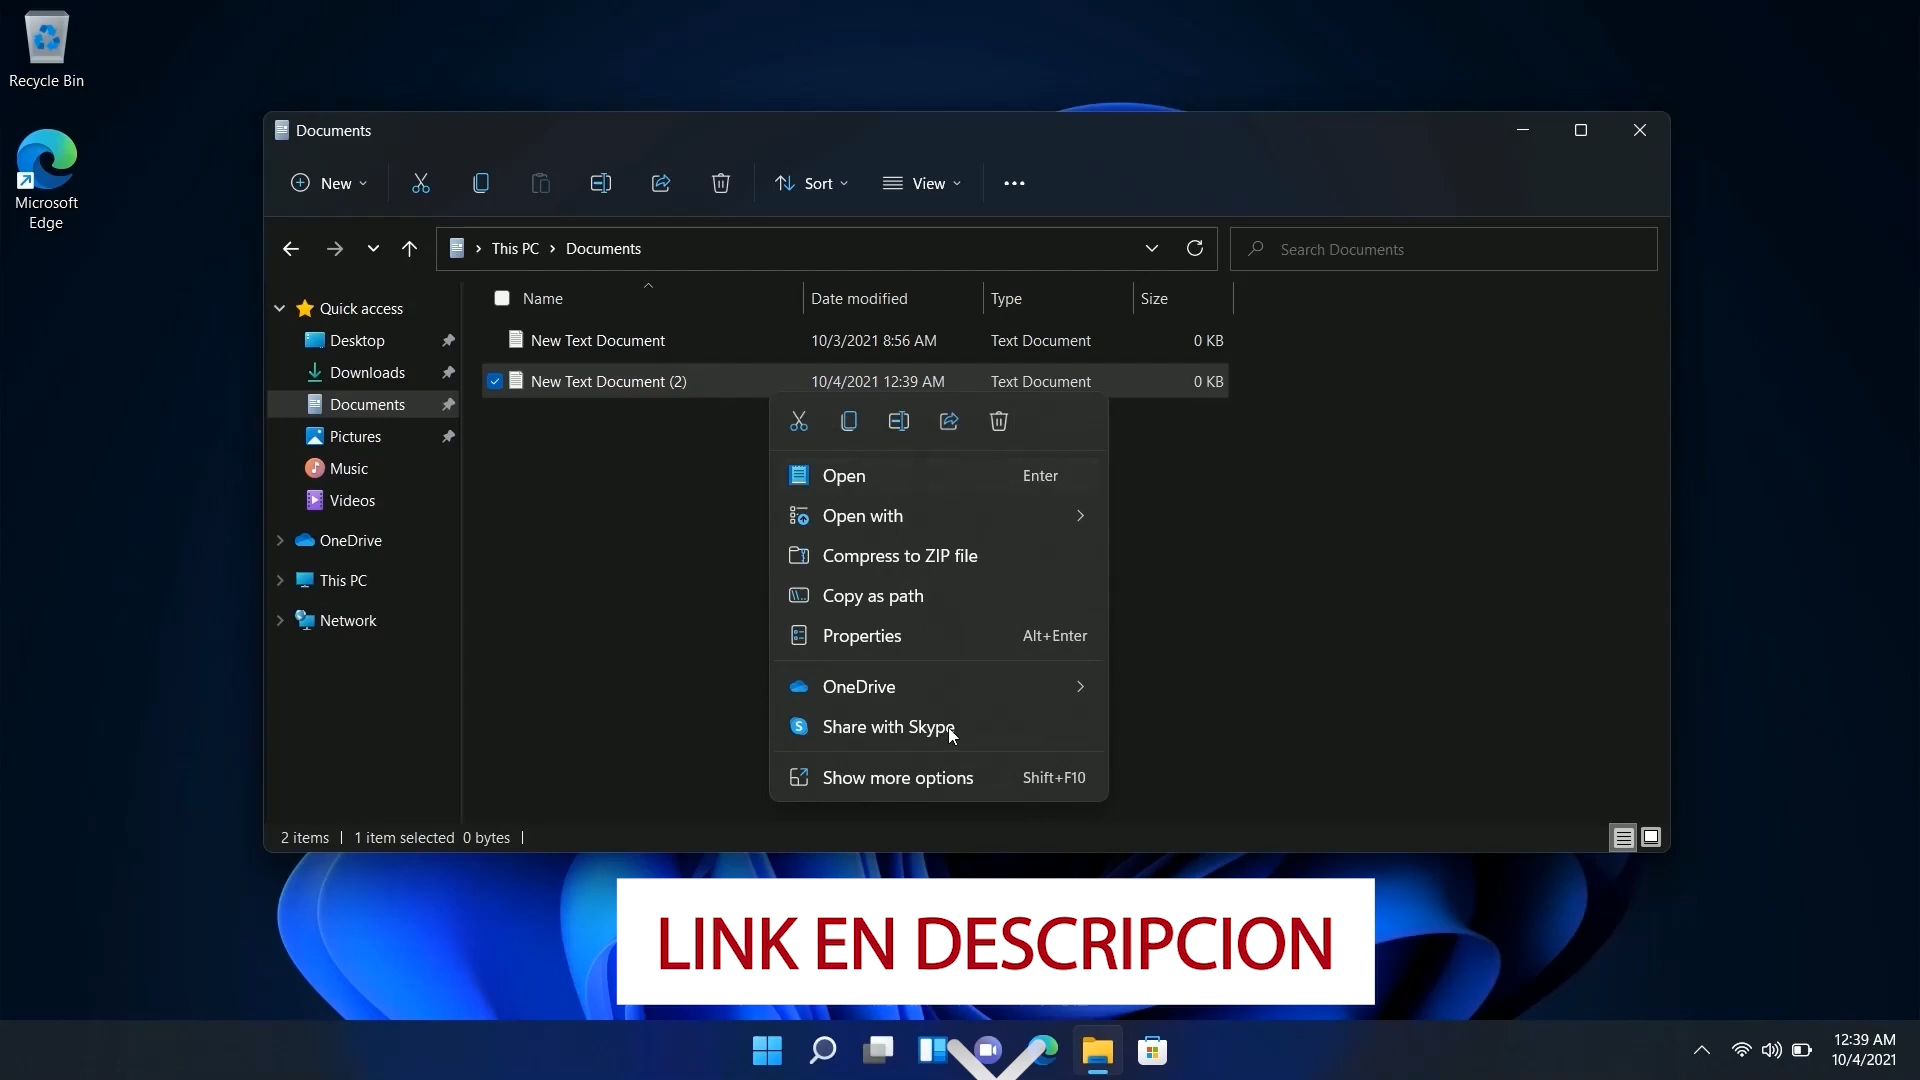 Recycle Bin
Microsoft
Edge
Documents
New
Sort
View
This PC
Documents
Search Documents
Name
Date modified
Type
Size
New Text Document
10/3/2021 8:56 AM
Text Document
0 KB
New Text Document (2)
10/4/2021 12:39 AM
Text Document
0 KB
Quick access
Desktop
Downloads
Documents
Pictures
Music
Videos
OneDrive
This PC
Network
Open Enter
Open with
Compress to ZIP file
Copy as path
Properties Alt+Enter
OneDrive
Share with Skype
Show more options Shift+F10
2 items
1 item selected 0 bytes
LINK EN DESCRIPCION
12:39 AM
10/4/2021